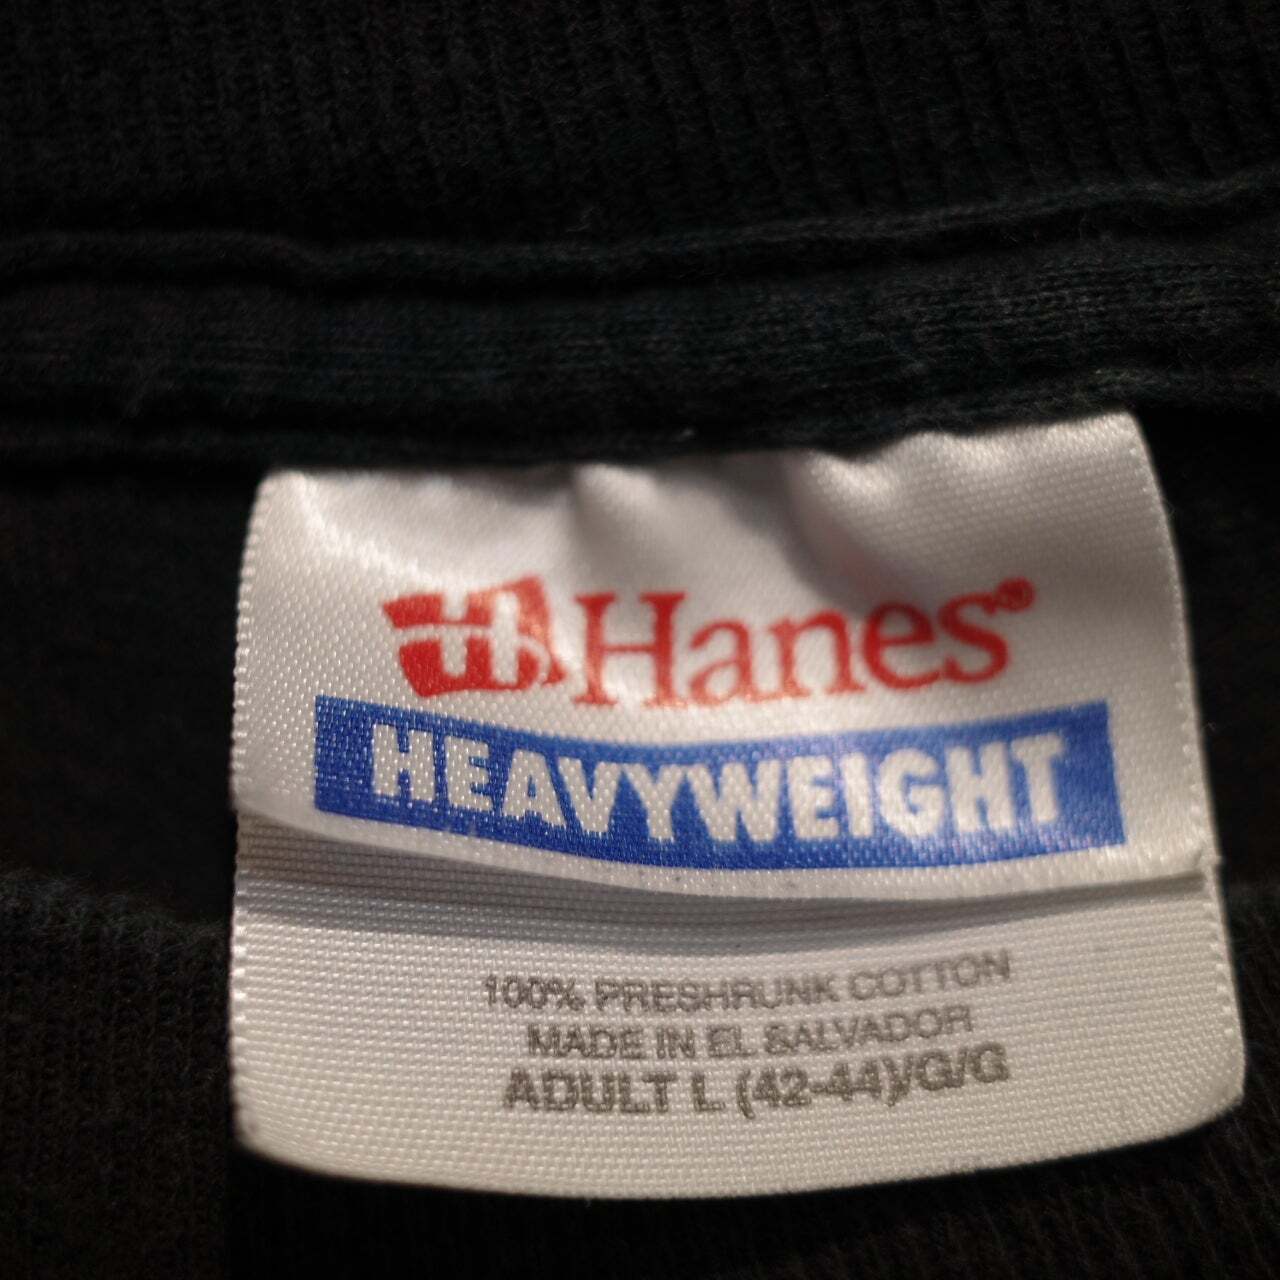 Hanes®
HEAVYWEIGHT
100% PRESHRUNK COTTON
MADE IN EL SALVADOR
ADULT L (42-44)/G/G